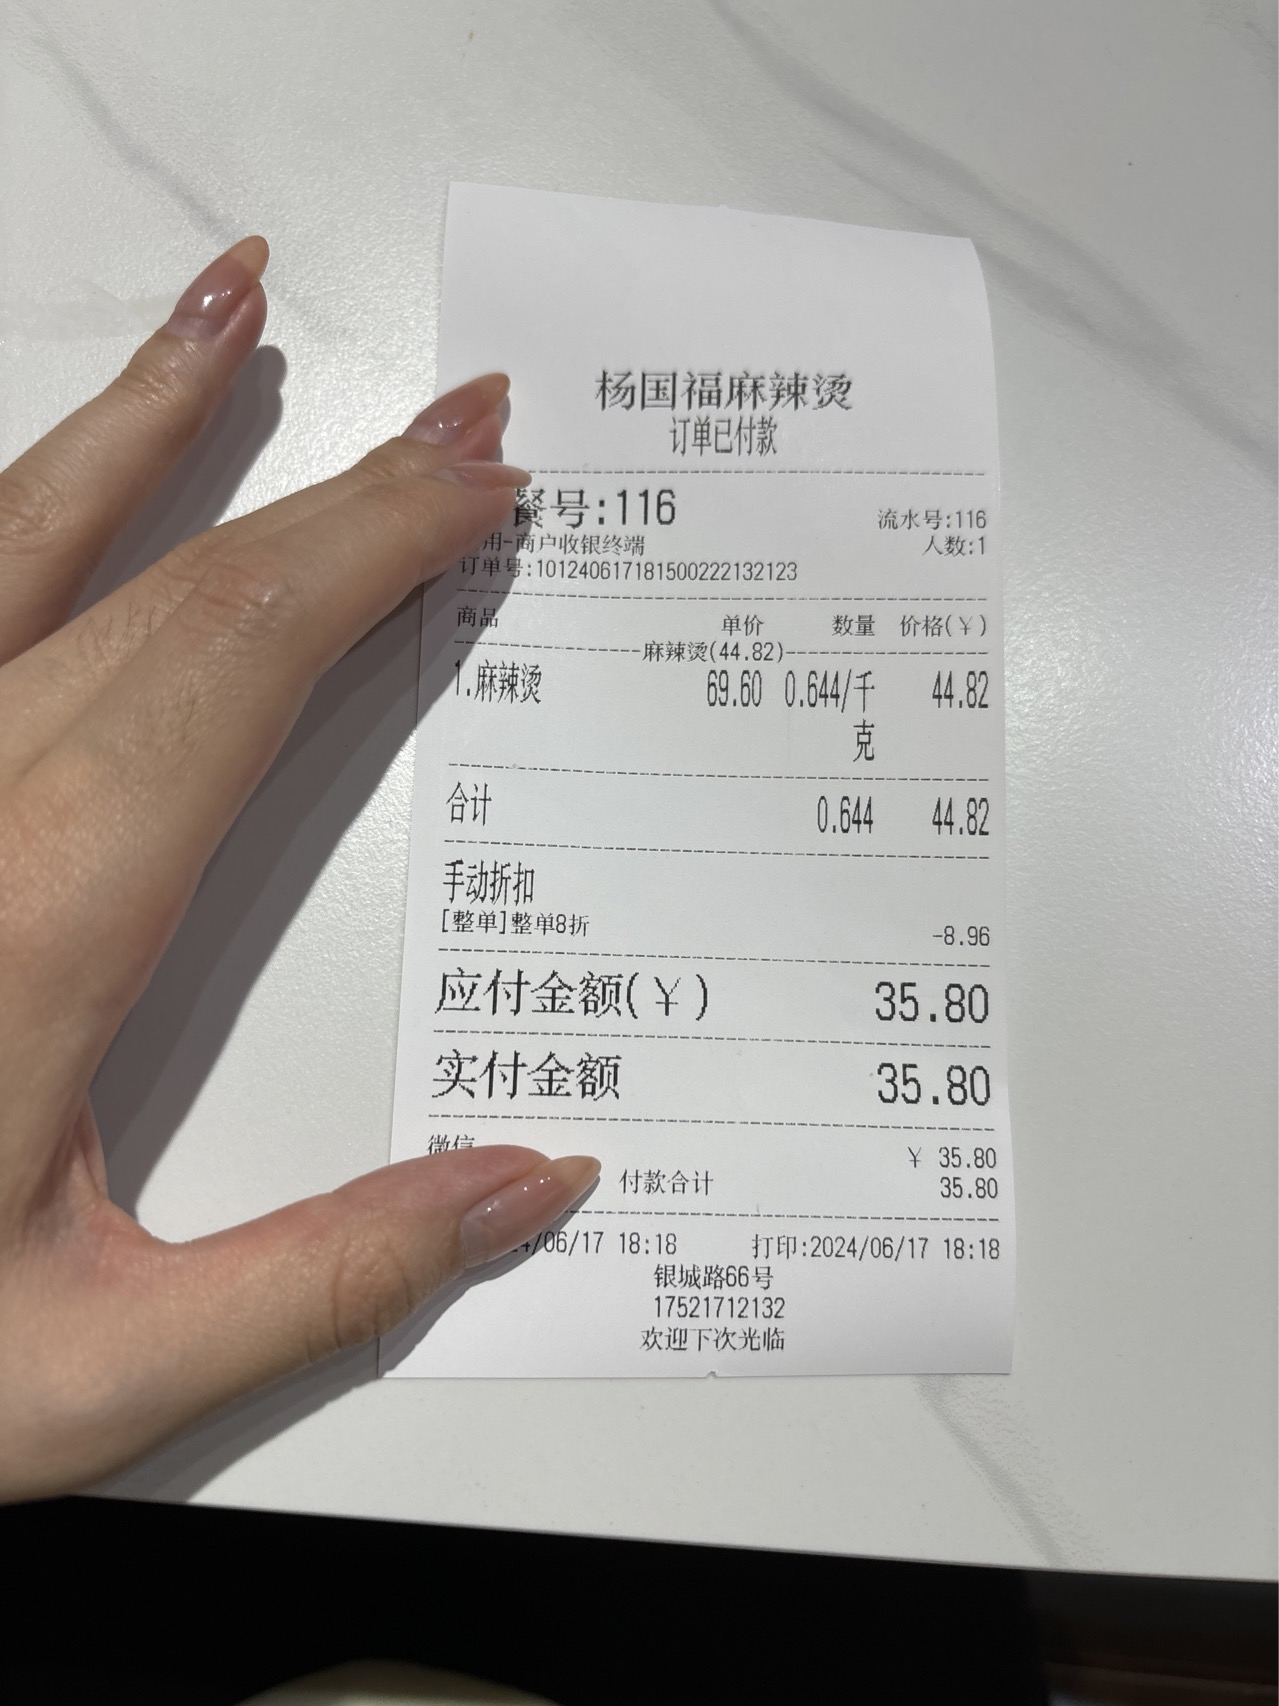 杨国福麻辣烫
订单已付款
餐号:116
流水号:116
用-商户收银终端
人数:1
订单号:101240617181500222132123
商品 单价 数量 价格(¥)
麻辣烫(44.82)
1.麻辣烫 69.60 0.644/千克 44.82
合计 0.644 44.82
手动折扣
[整单]整单8折 -8.96
应付金额(¥) 35.80
实付金额 35.80
微信 ¥ 35.80
付款合计 35.80
/06/17 18:18 打印:2024/06/17 18:18
银城路66号
17521712132
欢迎下次光临